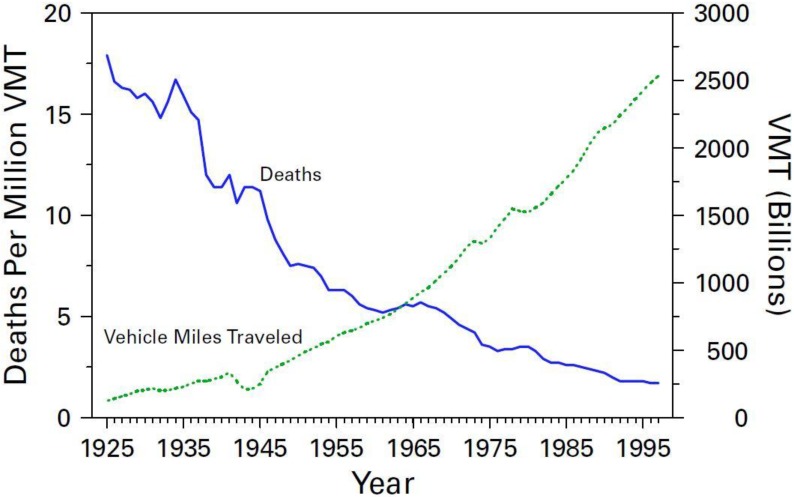 20
15
10
5
0
Deaths Per Million VMT
3000
2500
2000
1500
1000
500
0
VMT (Billions)
Deaths
Vehicle Miles Traveled
1925 1935 1945 1955 1965 1975 1985 1995
Year